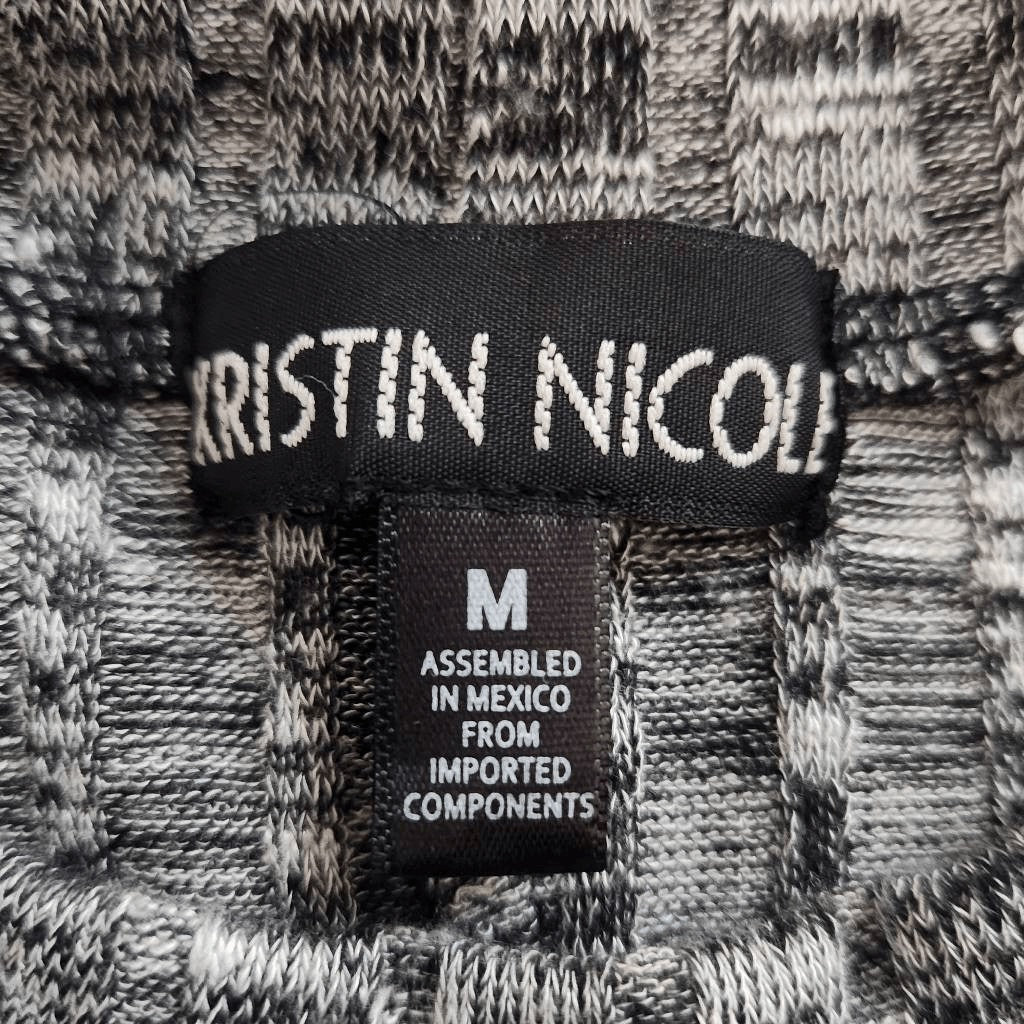 KRISTIN NICOLE
M
ASSEMBLED
IN MEXICO
FROM
IMPORTED
COMPONENTS